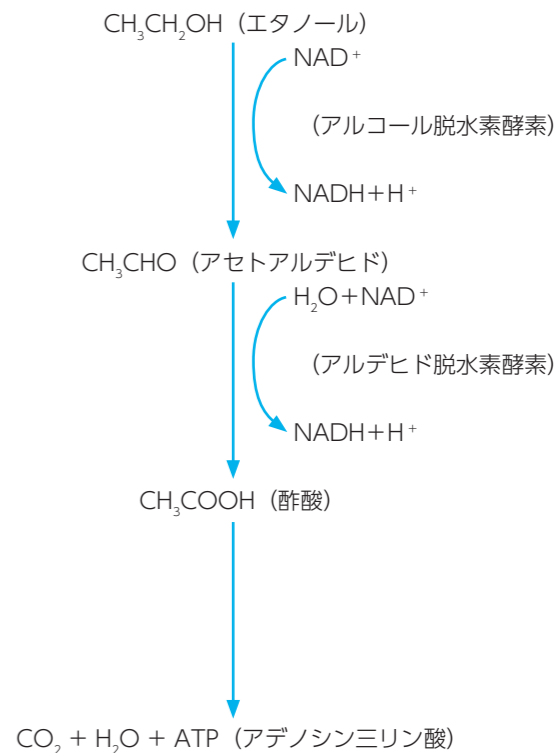 CH₃CH₂OH（エタノール）
NAD⁺
（アルコール脱水素酵素）
NADH＋H⁺
CH₃CHO（アセトアルデヒド）
H₂O＋NAD⁺
（アルデヒド脱水素酵素）
NADH＋H⁺
CH₃COOH（酢酸）
CO₂ + H₂O + ATP（アデノシン三リン酸）